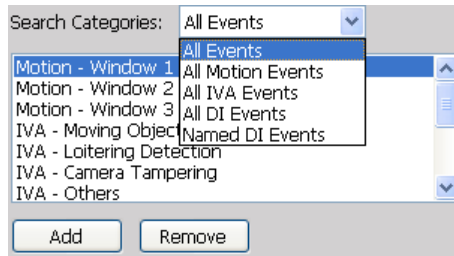 Search Categories: All Events
All Events
All Motion Events
All IVA Events
All DI Events
Named DI Events
Motion - Window 1
Motion - Window 2
Motion - Window 3
IVA - Moving Object
IVA - Loitering Detection
IVA - Camera Tampering
IVA - Others
Add Remove